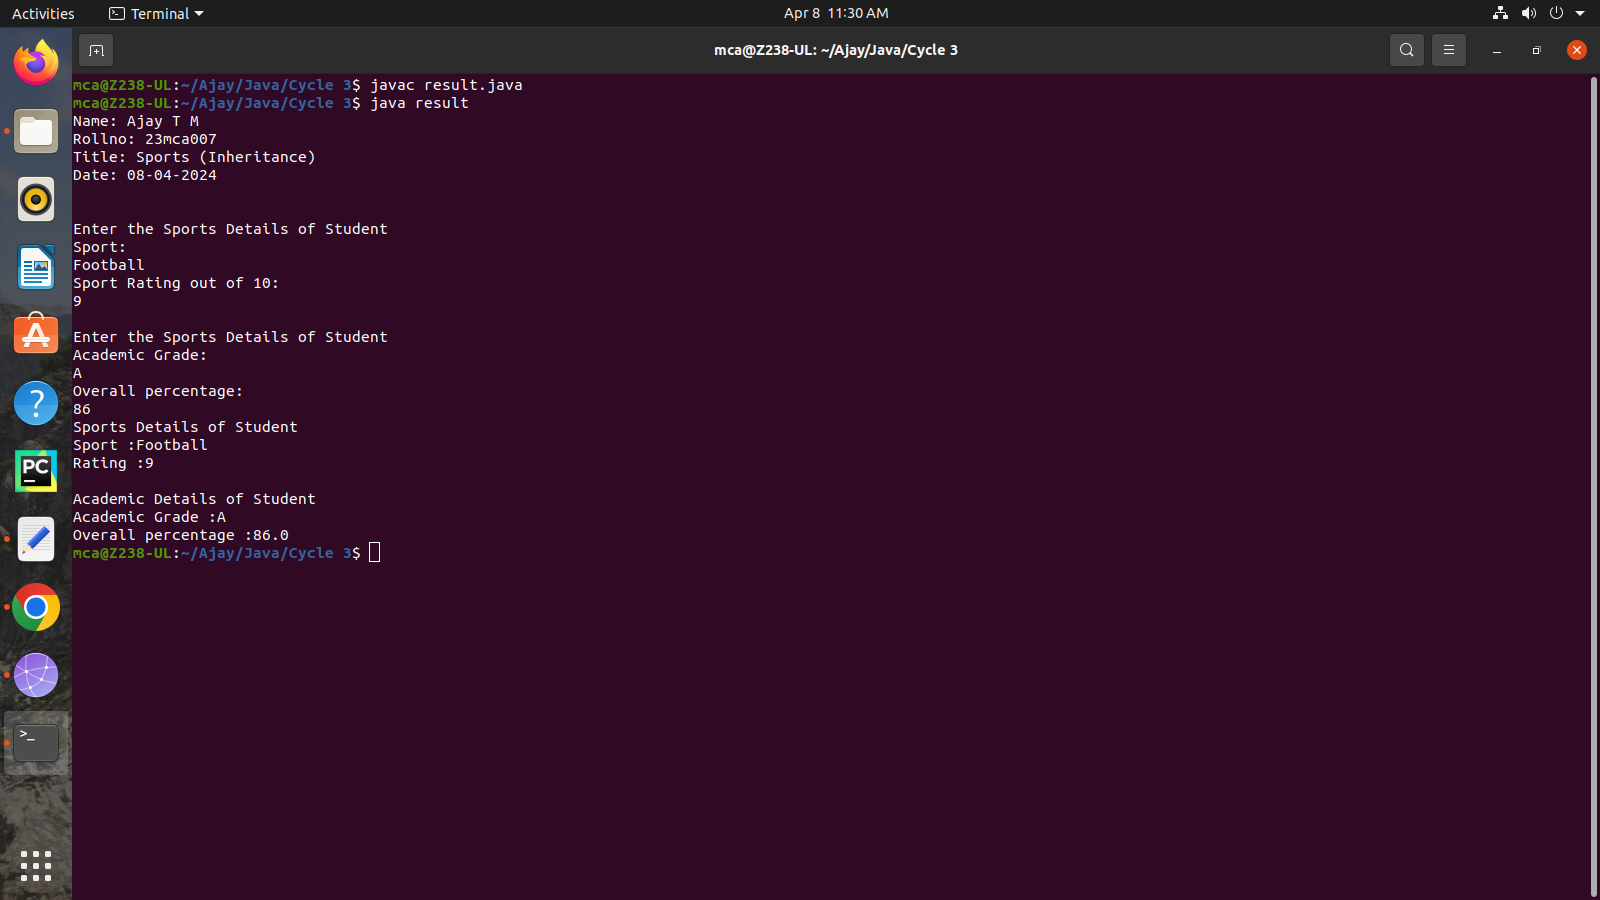 Activities
Terminal
Apr 8 11:30 AM
mca@Z238-UL: ~/Ajay/Java/Cycle 3
mca@Z238-UL:~/Ajay/Java/Cycle 3$ javac result.java
mca@Z238-UL:~/Ajay/Java/Cycle 3$ java result
Name: Ajay T M
Rollno: 23mca007
Title: Sports (Inheritance)
Date: 08-04-2024
Enter the Sports Details of Student
Sport:
Football
Sport Rating out of 10:
9
Enter the Sports Details of Student
Academic Grade:
A
Overall percentage:
86
Sports Details of Student
Sport :Football
Rating :9
Academic Details of Student
Academic Grade :A
Overall percentage :86.0
mca@Z238-UL:~/Ajay/Java/Cycle 3$
PC
>_